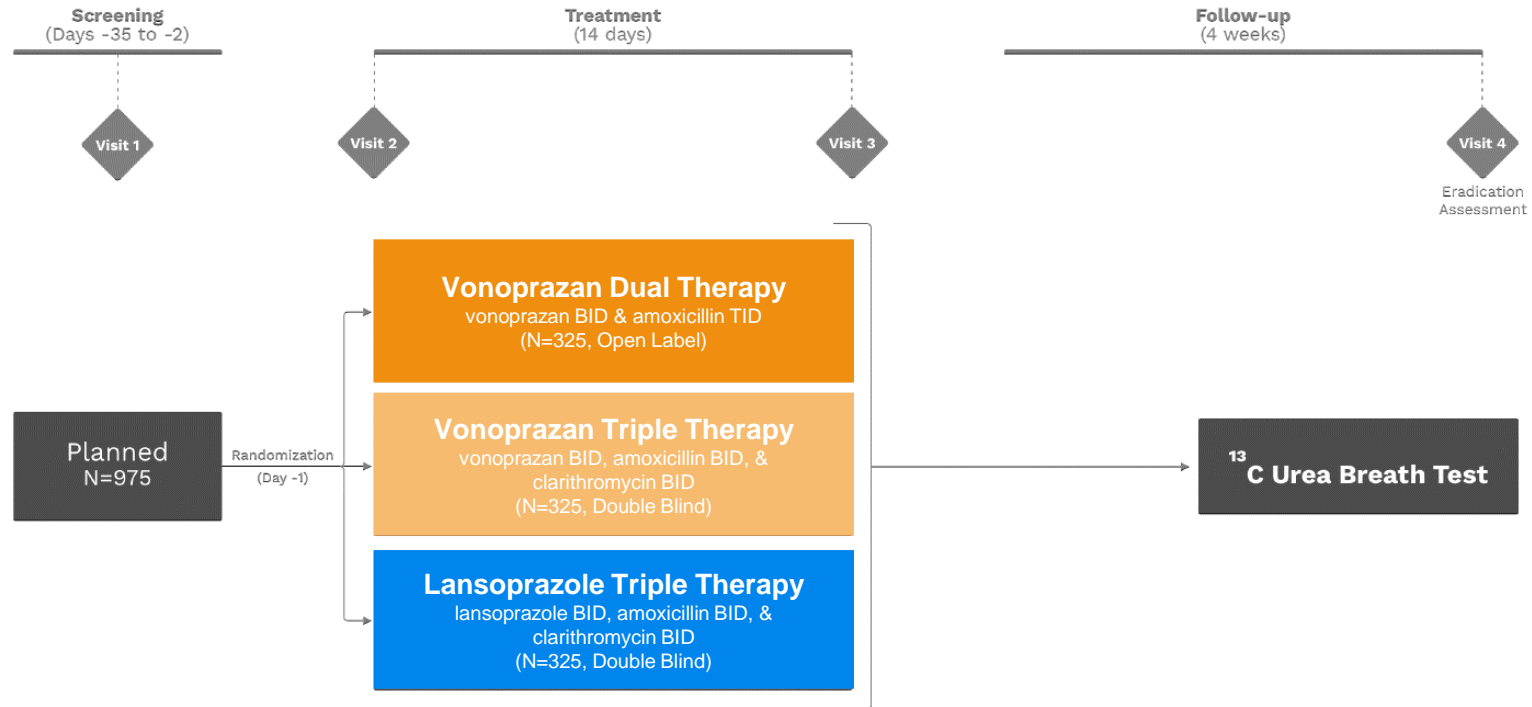 Screening
(Days -35 to -2)
Treatment
(14 days)
Follow-up
(4 weeks)
Visit 1
Visit 2
Visit 3
Visit 4
Eradication
Assessment
Vonoprazan Dual Therapy
vonoprazan BID & amoxicillin TID
(N=325, Open Label)
Planned
N=975
Randomization
(Day -1)
Vonoprazan Triple Therapy
vonoprazan BID, amoxicillin BID, &
clarithromycin BID
(N=325, Double Blind)
Lansoprazole Triple Therapy
lansoprazole BID, amoxicillin BID, &
clarithromycin BID
(N=325, Double Blind)
¹³C Urea Breath Test